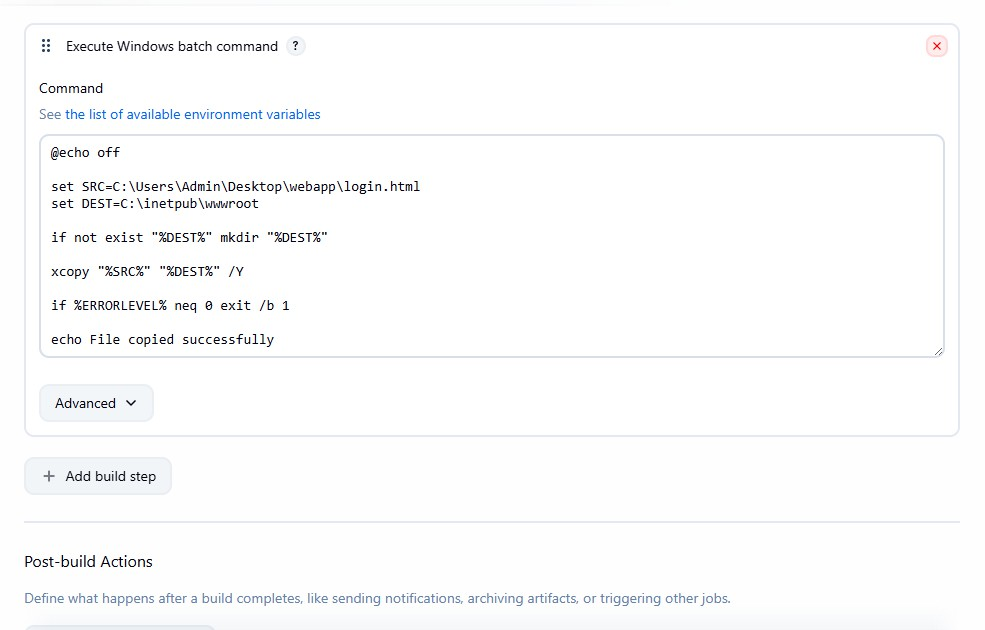 Execute Windows batch command ?
Command
See the list of available environment variables
@echo off
set SRC=C:\Users\Admin\Desktop\webapp\login.html
set DEST=C:\inetpub\wwwroot
if not exist "%DEST%" mkdir "%DEST%"
xcopy "%SRC%" "%DEST%" /Y
if %ERRORLEVEL% neq 0 exit /b 1
echo File copied successfully
Advanced
+ Add build step
Post-build Actions
Define what happens after a build completes, like sending notifications, archiving artifacts, or triggering other jobs.